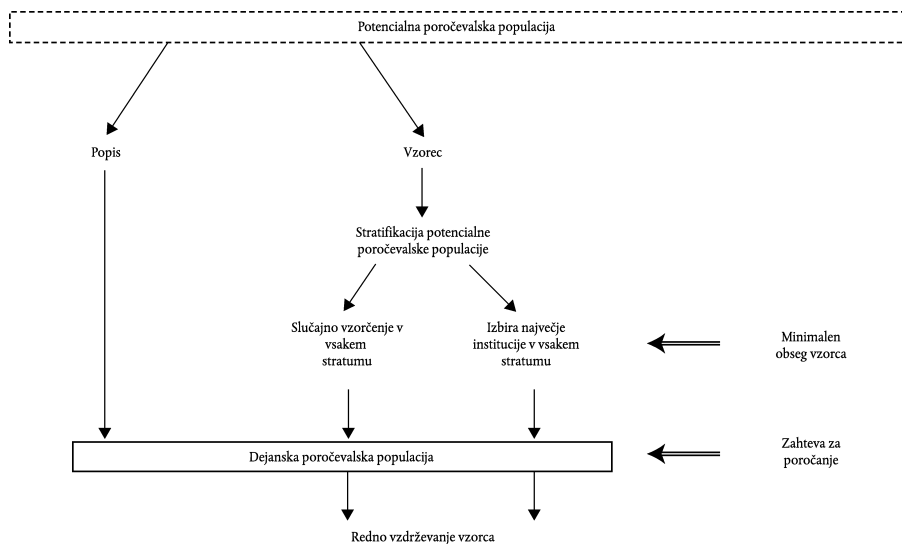 Potencialna poročevalska populacija
Popis
Vzorec
Stratifikacija potencialne
poročevalske populacije
Slučajno vzorčenje v
vsakem
stratumu
Izbira največje
institucije v vsakem
stratumu
Minimalen
obseg vzorca
Dejanska poročevalska populacija
Zahteva za
poročanje
Redno vzdrževanje vzorca